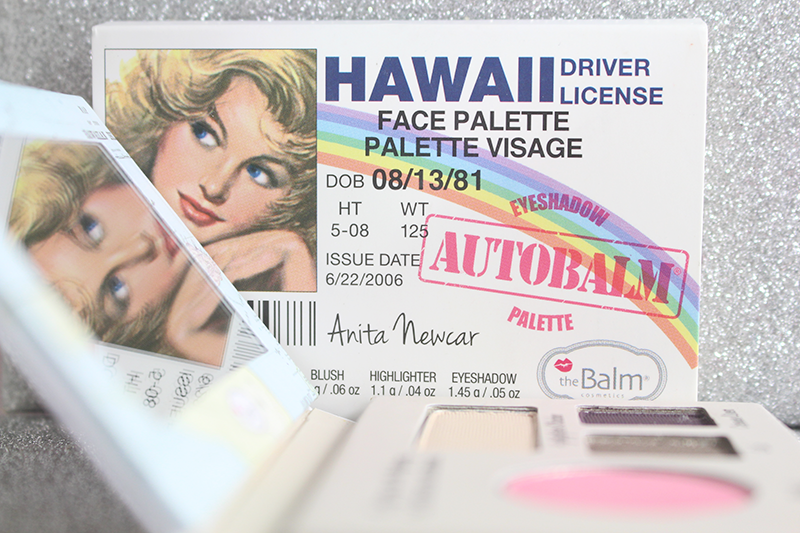 HAWAII DRIVER LICENSE
FACE PALETTE
PALETTE VISAGE
DOB 08/13/81
HT WT
5-08 125
ISSUE DATE
6/22/2006
EYESHADOW
AUTOBALM®
PALETTE
Anita Newcar
BLUSH HIGHLIGHTER EYESHADOW
g / .06 oz 1.1 g / .04 oz 1.45 g / .05 oz
theBalm®
cosmetics